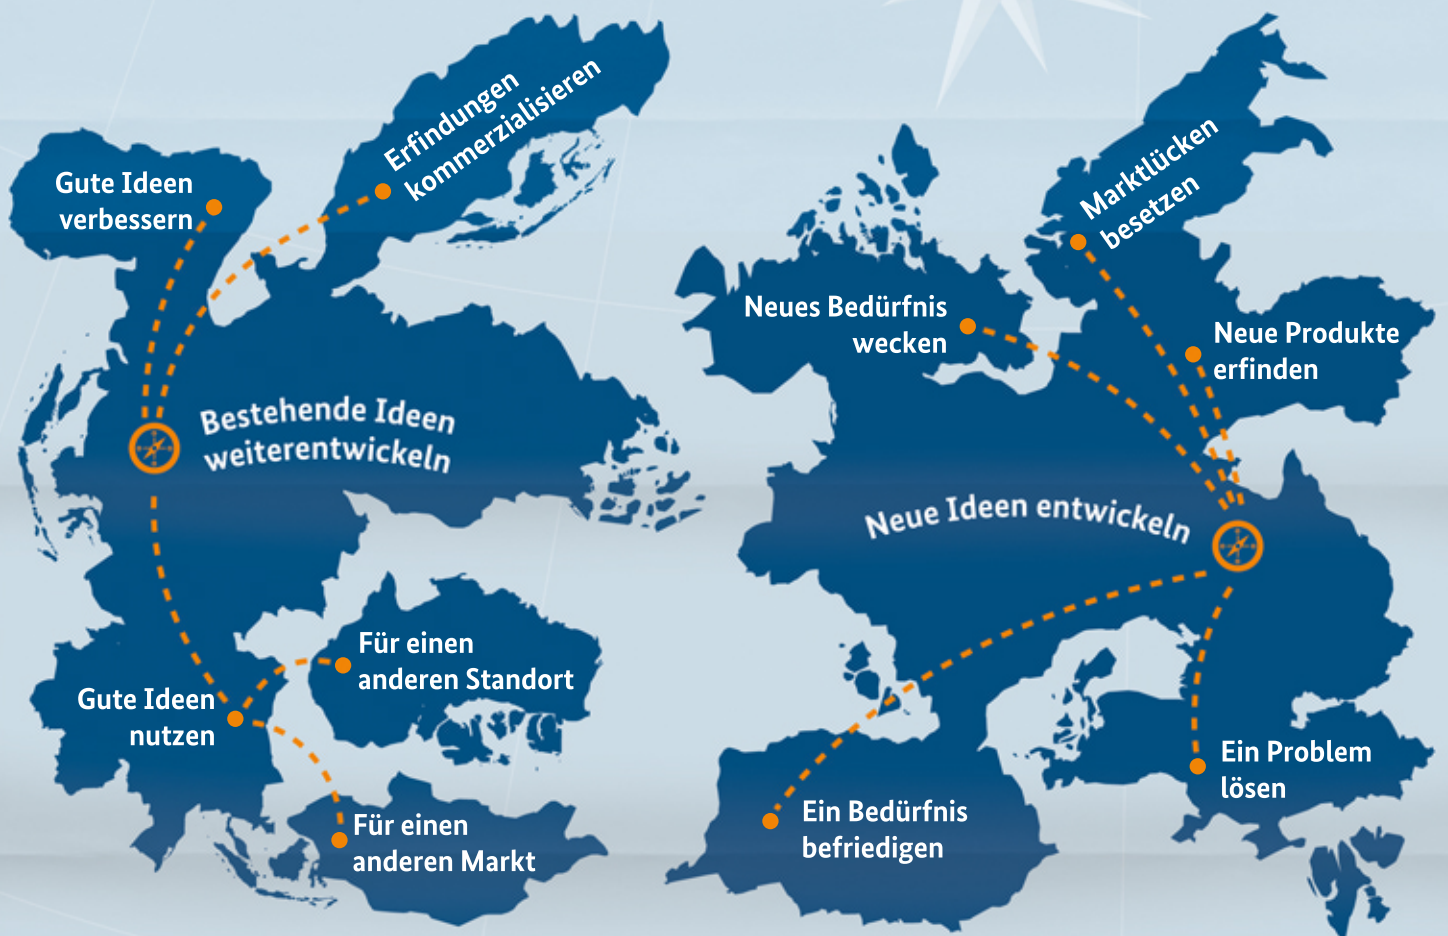 Erfindungen
kommerzialisieren
Gute Ideen
verbessern
Bestehende Ideen
weiterentwickeln
Gute Ideen
nutzen
Für einen
anderen Standort
Für einen
anderen Markt
Marktlücken
besetzen
Neues Bedürfnis
wecken
Neue Produkte
erfinden
Neue Ideen entwickeln
Ein Problem
lösen
Ein Bedürfnis
befriedigen